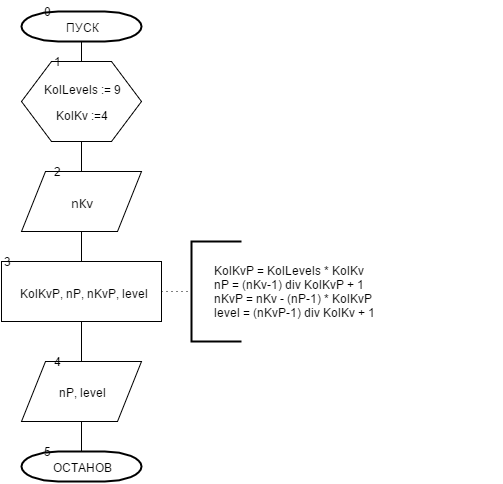 0
ПУСК
1
KolLevels := 9
KolKv :=4
2
nKv
3
KolKvP, nP, nKvP, level
KolKvP = KolLevels * KolKv
nP = (nKv-1) div KolKvP + 1
nKvP = nKv - (nP-1) * KolKvP
level = (nKvP-1) div KolKv + 1
4
nP, level
5
ОСТАНОВ